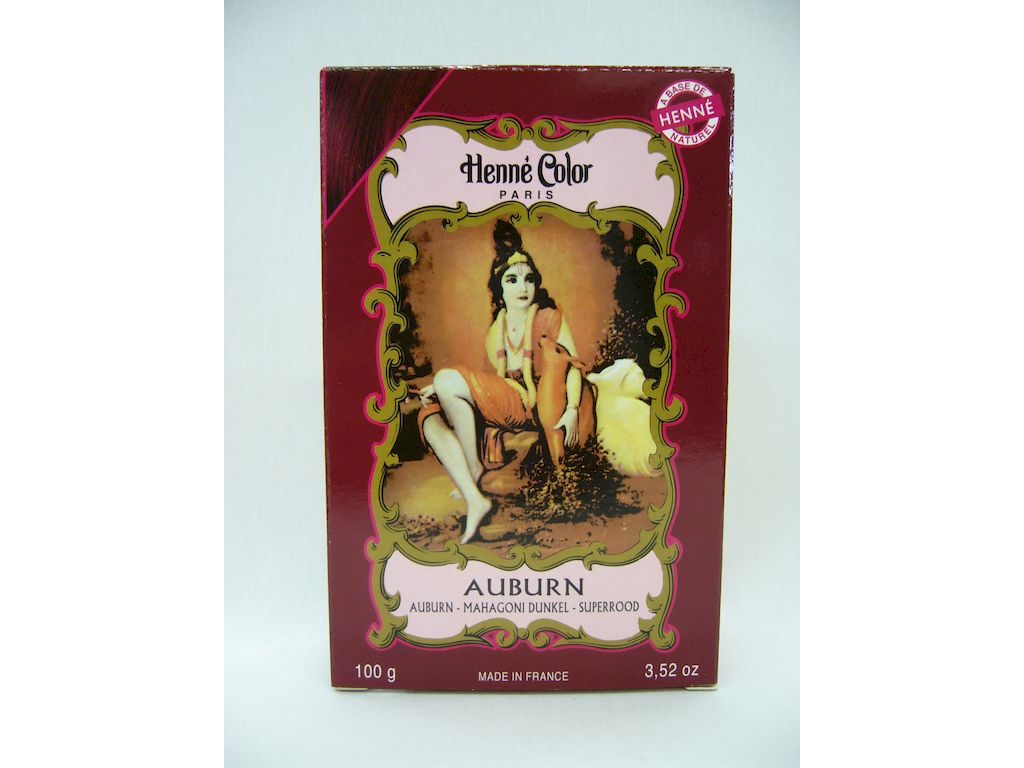 A BASE DE
HENNÉ
NATUREL
Henné Color
PARIS
AUBURN
AUBURN - MAHAGONI DUNKEL - SUPERROOD
100 g
MADE IN FRANCE
3,52 oz